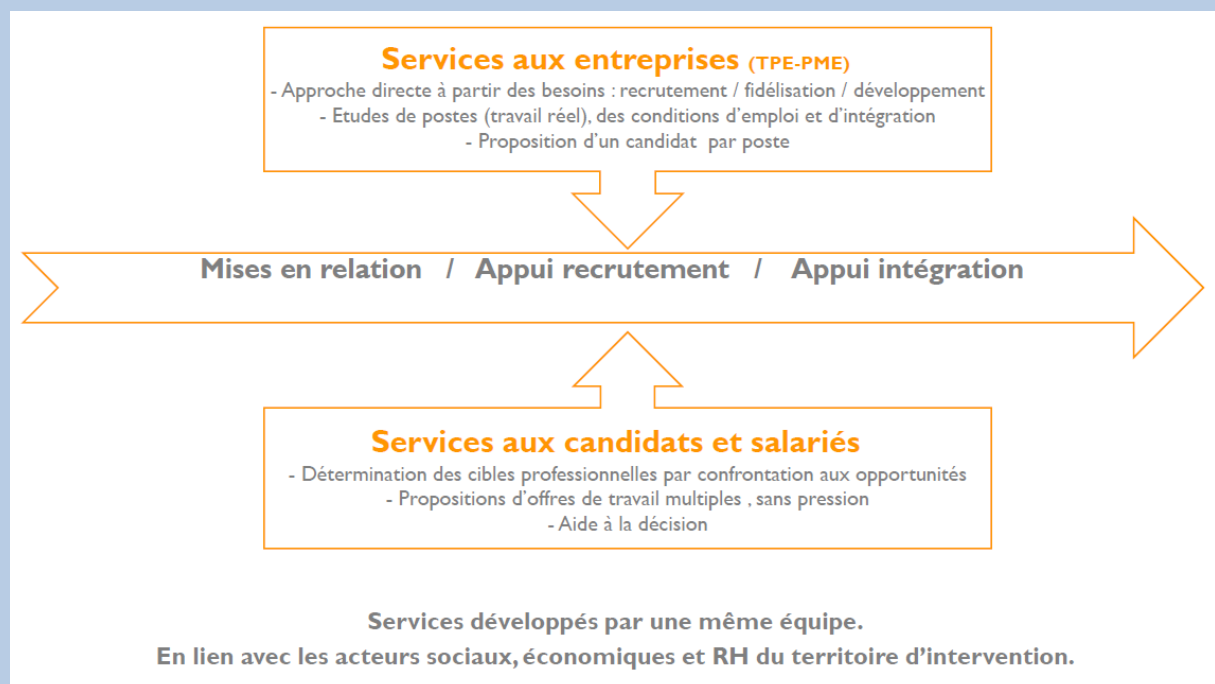 Services aux entreprises (TPE-PME)
- Approche directe à partir des besoins : recrutement / fidélisation / développement
- Etudes de postes (travail réel), des conditions d'emploi et d'intégration
- Proposition d'un candidat par poste
Mises en relation / Appui recrutement / Appui intégration
Services aux candidats et salariés
- Détermination des cibles professionnelles par confrontation aux opportunités
- Propositions d'offres de travail multiples , sans pression
- Aide à la décision
Services développés par une même équipe.
En lien avec les acteurs sociaux, économiques et RH du territoire d'intervention.